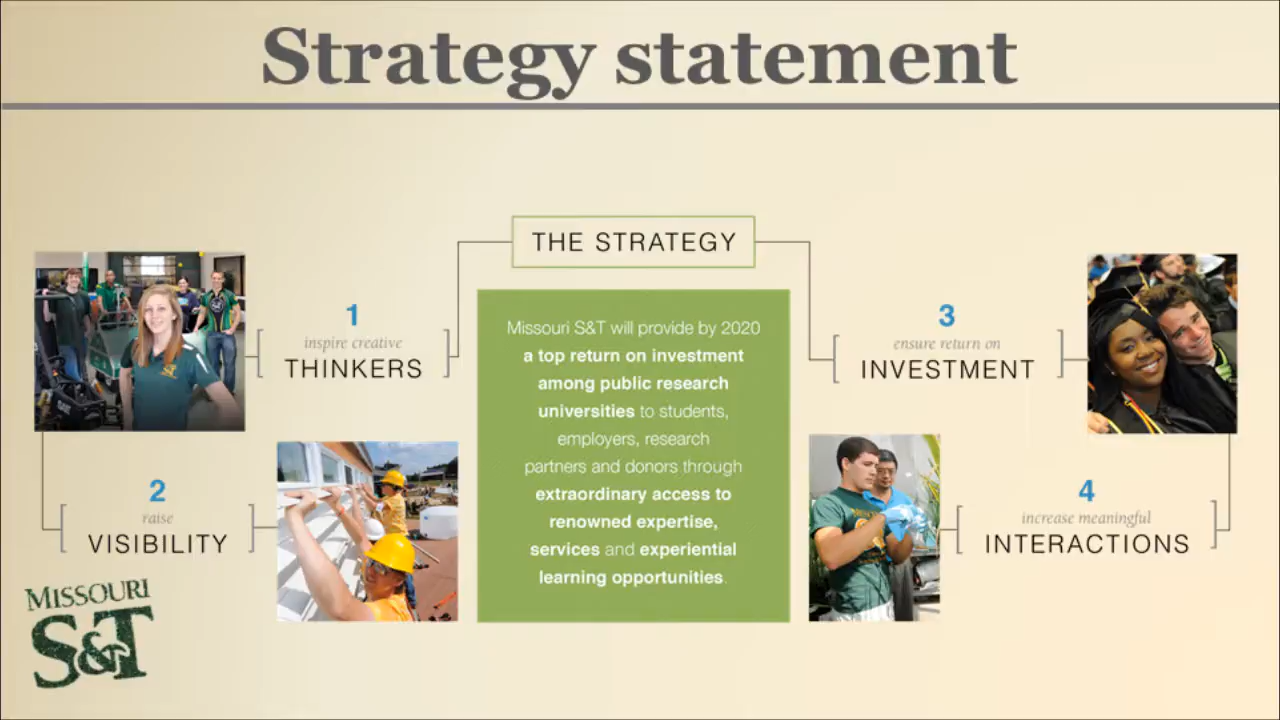 Strategy statement
THE STRATEGY
1
inspire creative
THINKERS
2
raise
VISIBILITY
Missouri S&T will provide by 2020
a top return on investment
among public research
universities to students,
employers, research
partners and donors through
extraordinary access to
renowned expertise,
services and experiential
learning opportunities
3
ensure return on
INVESTMENT
4
increase meaningful
INTERACTIONS
MISSOURI
S&T